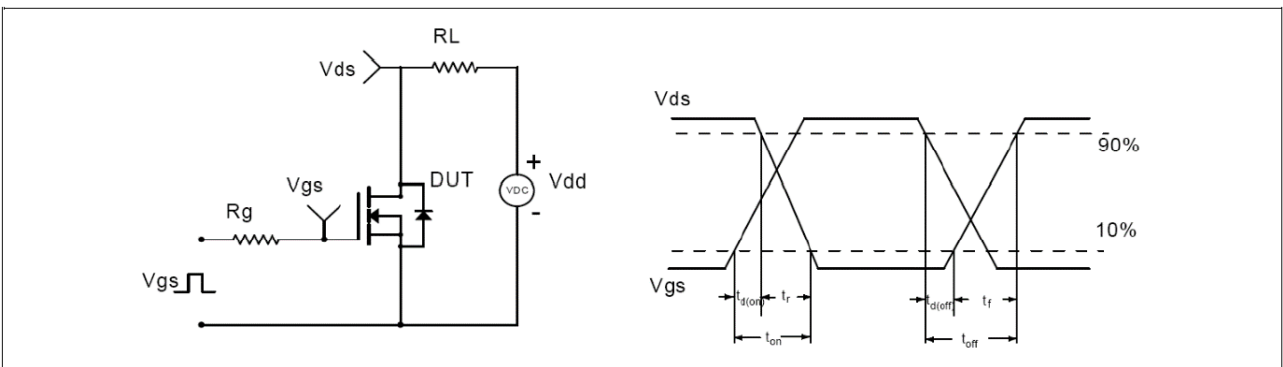 RL
Vds
Vgs
DUT
+
VDC
Vdd
-
Rg
Vgs
Vds
90%
10%
Vgs
td(on)
tr
td(off)
tf
ton
toff